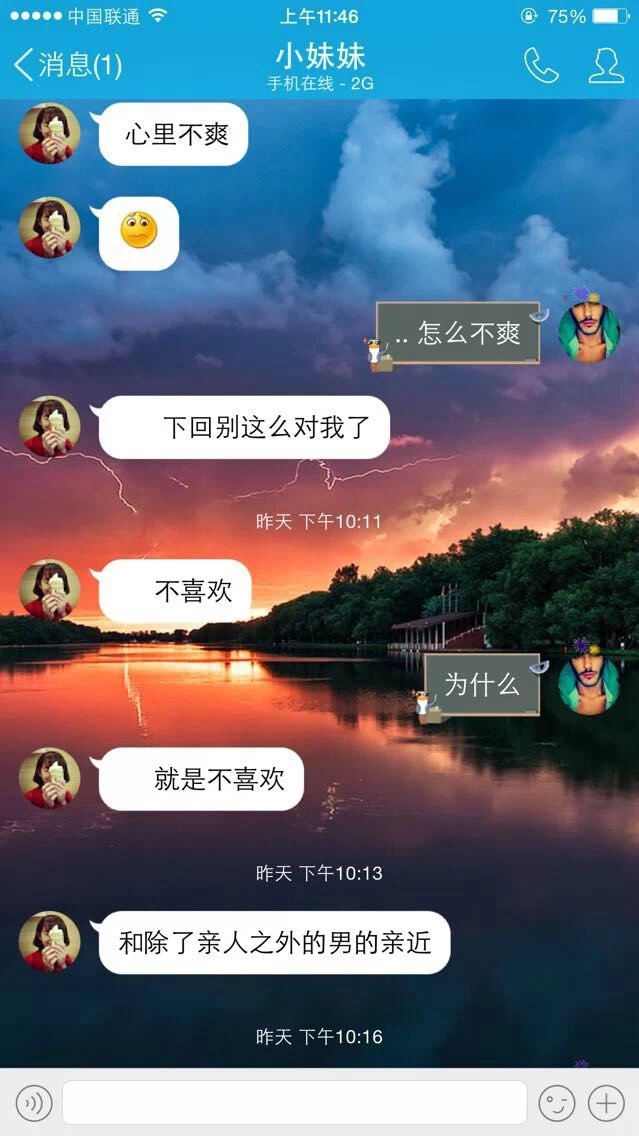 中国联通
上午11:46
75%
消息(1)
小妹妹
手机在线 - 2G
心里不爽
.. 怎么不爽
下回别这么对我了
昨天 下午10:11
不喜欢
为什么
就是不喜欢
昨天 下午10:13
和除了亲人之外的男的亲近
昨天 下午10:16